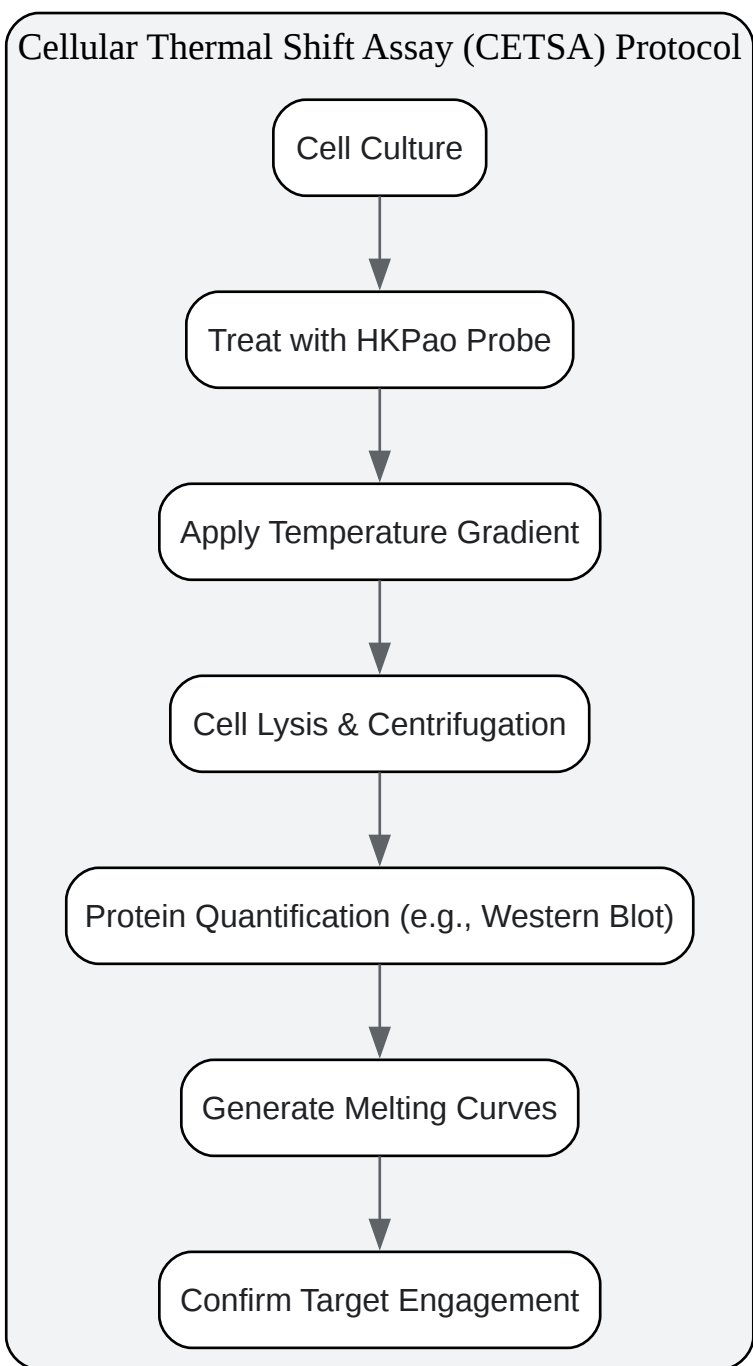 Cellular Thermal Shift Assay (CETSA) Protocol
Cell Culture
Treat with HKPao Probe
Apply Temperature Gradient
Cell Lysis & Centrifugation
Protein Quantification (e.g., Western Blot)
Generate Melting Curves
Confirm Target Engagement